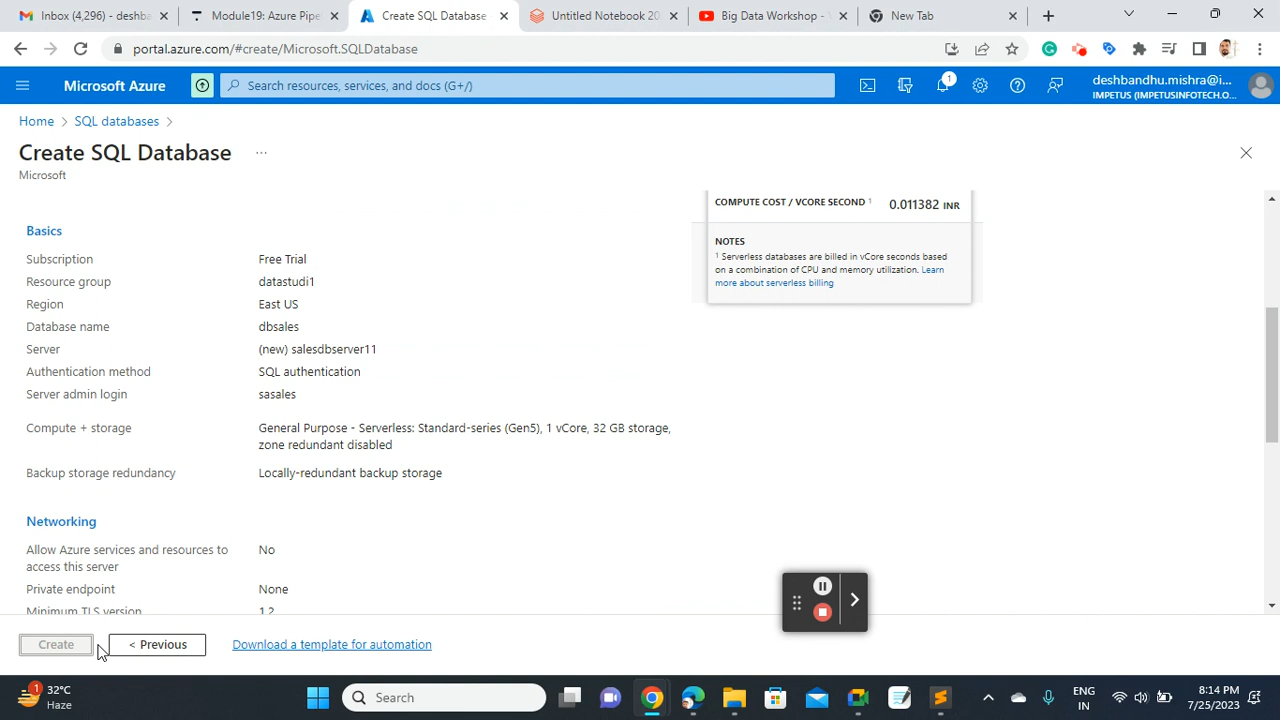 Inbox (4,296) - deshba
Module19: Azure Pipe
Create SQL Database -
Untitled Notebook 20
Big Data Workshop -
New Tab
portal.azure.com/#create/Microsoft.SQLDatabase
Microsoft Azure
Search resources, services, and docs (G+/)
1
deshbandhu.mishra@i...
IMPETUS (IMPETUSINFOTECH.O...
Home > SQL databases >
Create SQL Database ...
Microsoft
COMPUTE COST / VCORE SECOND 1 0.011382 INR
NOTES
1 Serverless databases are billed in vCore seconds based
on a combination of CPU and memory utilization. Learn
more about serverless billing
Basics
Subscription Free Trial
Resource group datastudi1
Region East US
Database name dbsales
Server (new) salesdbserver11
Authentication method SQL authentication
Server admin login sasales
Compute + storage General Purpose - Serverless: Standard-series (Gen5), 1 vCore, 32 GB storage,
zone redundant disabled
Backup storage redundancy Locally-redundant backup storage
Networking
Allow Azure services and resources to No
access this server
Private endpoint None
Minimum TLS version 1.2
Create
< Previous
Download a template for automation
1
32°C
Haze
Search
ENG
IN
8:14 PM
7/25/2023